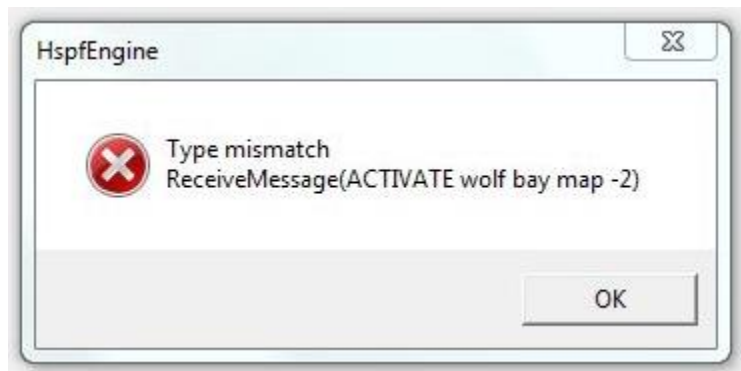 HspfEngine
Type mismatch
ReceiveMessage(ACTIVATE wolf bay map -2)
OK